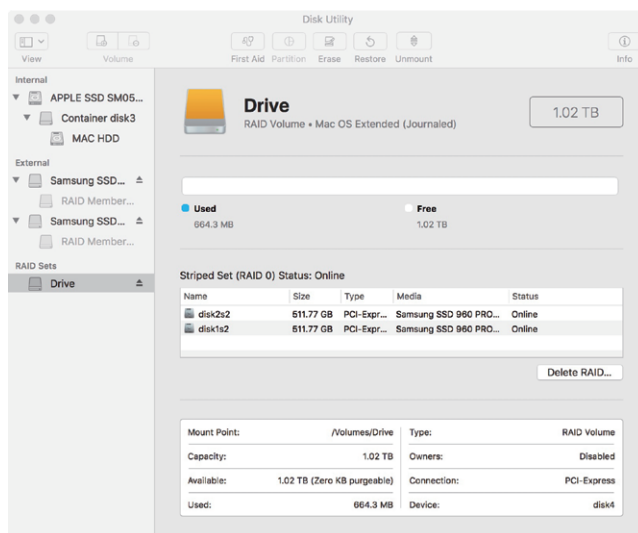 Disk Utility
View
Volume
First Aid Partition Erase Restore Unmount
Info
Internal
APPLE SSD SM05...
Container disk3
MAC HDD
External
Samsung SSD...
RAID Member...
Samsung SSD...
RAID Member...
RAID Sets
Drive
Drive
RAID Volume • Mac OS Extended (Journaled)
1.02 TB
Used
664.3 MB
Free
1.02 TB
Striped Set (RAID 0) Status: Online
Name Size Type Media Status
disk2s2 511.77 GB PCI-Expr... Samsung SSD 960 PRO... Online
disk1s2 511.77 GB PCI-Expr... Samsung SSD 960 PRO... Online
Delete RAID...
Mount Point: /Volumes/Drive Type: RAID Volume
Capacity: 1.02 TB Owners: Disabled
Available: 1.02 TB (Zero KB purgeable) Connection: PCI-Express
Used: 664.3 MB Device: disk4